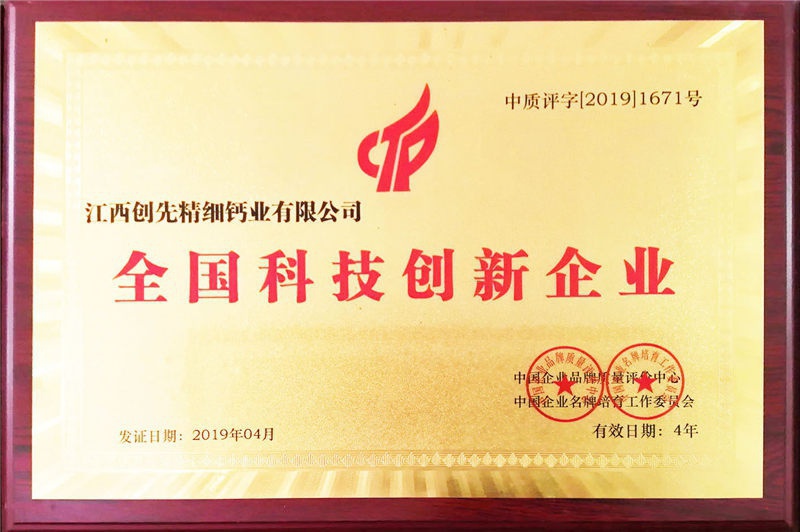 中质评字[2019]1671号
CTP
江西创先精细钙业有限公司
全国科技创新企业
中国企业品牌质量评价中心
中国企业名牌培育工作委员会
发证日期：2019年04月
有效日期：4年